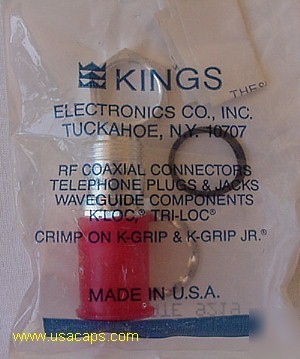 KINGS
THE
ELECTRONICS CO., INC.
TUCKAHOE, N.Y. 10707
RF COAXIAL CONNECTORS
TELEPHONE PLUGS & JACKS
WAVEGUIDE COMPONENTS
K-LOC,® TRI-LOC®
CRIMP ON K-GRIP & K-GRIP JR.®
MADE IN U.S.A.
www.usacaps.com